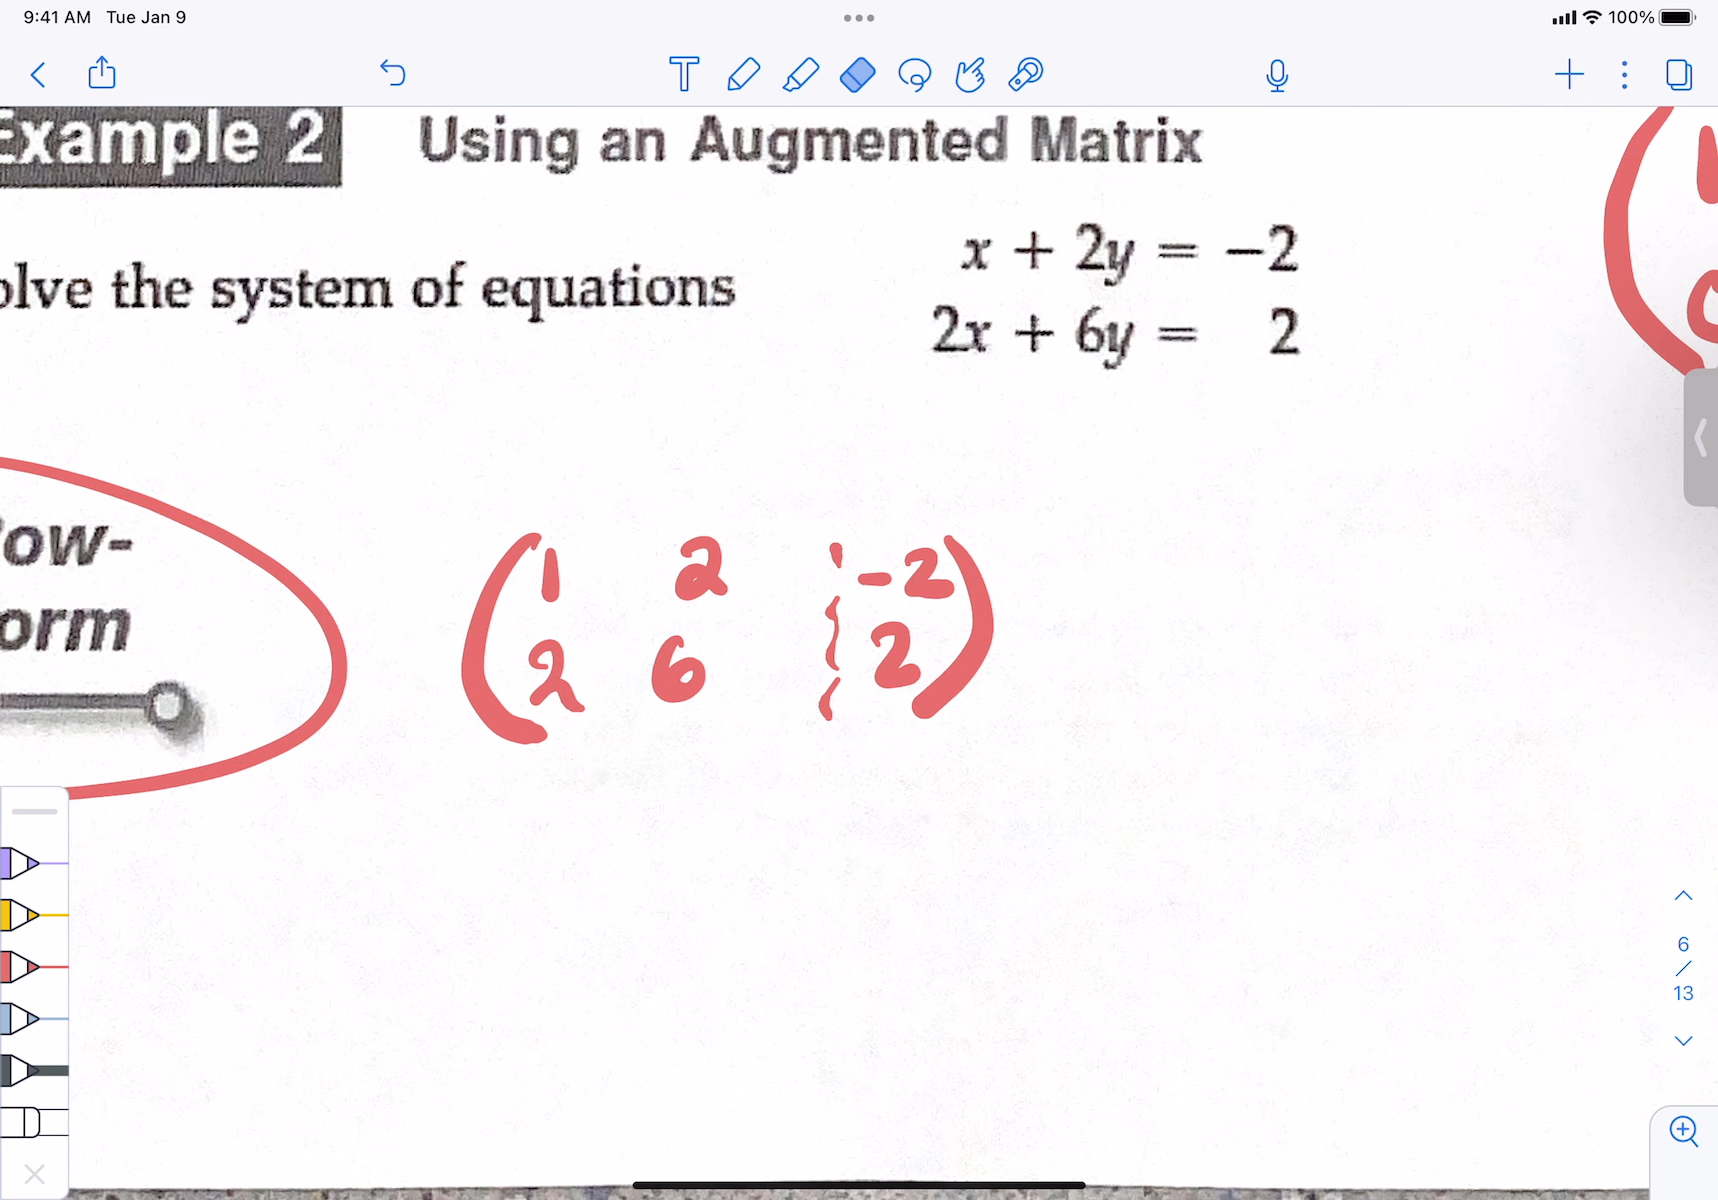 9:41 AM Tue Jan 9
100%
Example 2 Using an Augmented Matrix
x + 2y = -2
olve the system of equations
2x + 6y = 2
ow-
orm
1 2 -2
2 6 2
6
/
13